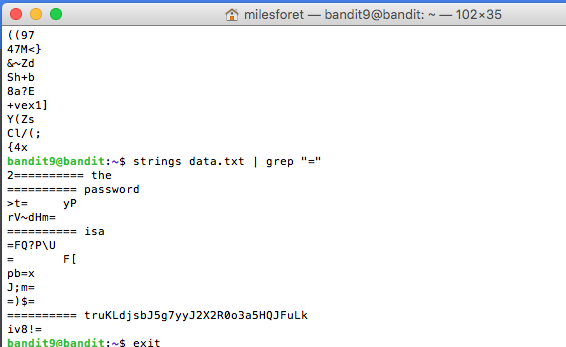 milesforet — bandit9@bandit: ~ — 102×35
((97
47M<}
&~Zd
Sh+b
8a?E
+vex1]
Y(Zs
Cl/(;
{4x
bandit9@bandit:~$ strings data.txt | grep "="
2========== the
========== password
>t=     yP
rV~dHm=
========== isa
=FQ?P\U
=       F[
pb=x
J;m=
=)$=
========== truKLdjsbJ5g7yyJ2X2R0o3a5HQJFuLk
iv8!=
bandit9@bandit:~$ exit